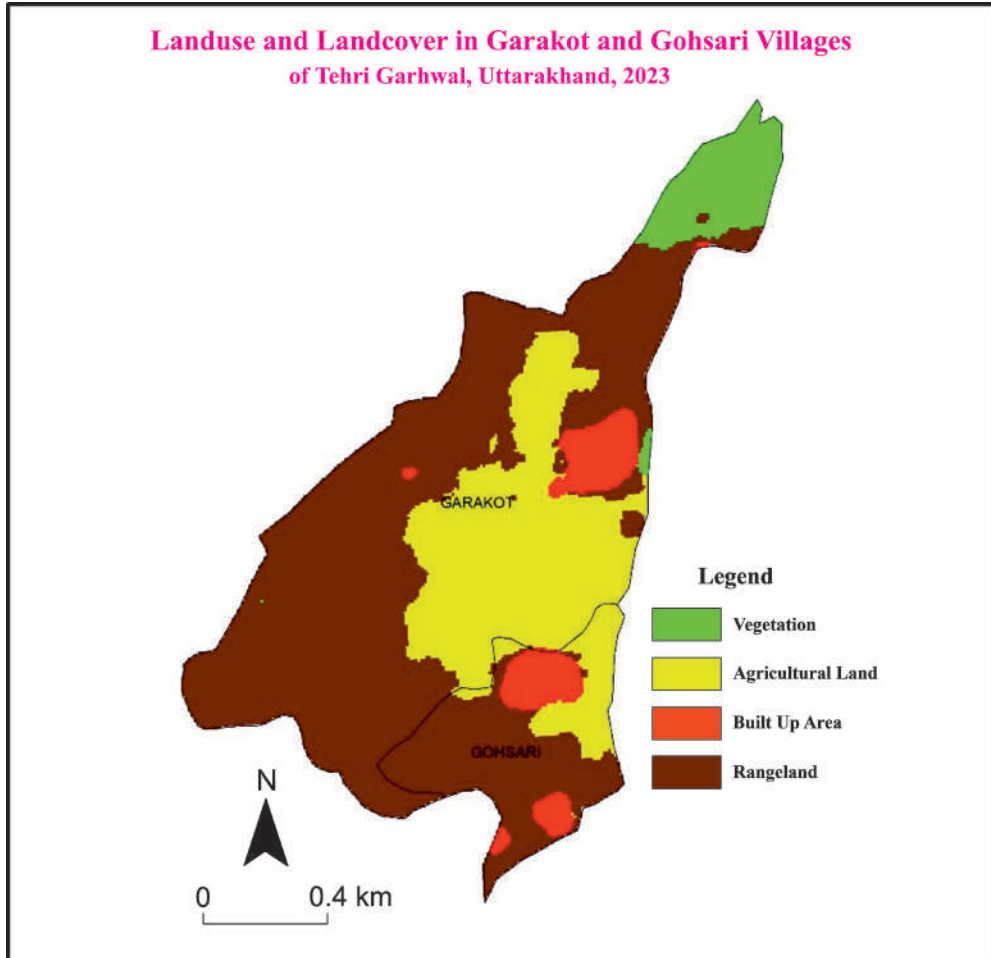 Landuse and Landcover in Garakot and Gohsari Villages
of Tehri Garhwal, Uttarakhand, 2023
GARAKOT
Legend
Vegetation
Agricultural Land
Built Up Area
Rangeland
GOHSARI
N
0 0.4 km